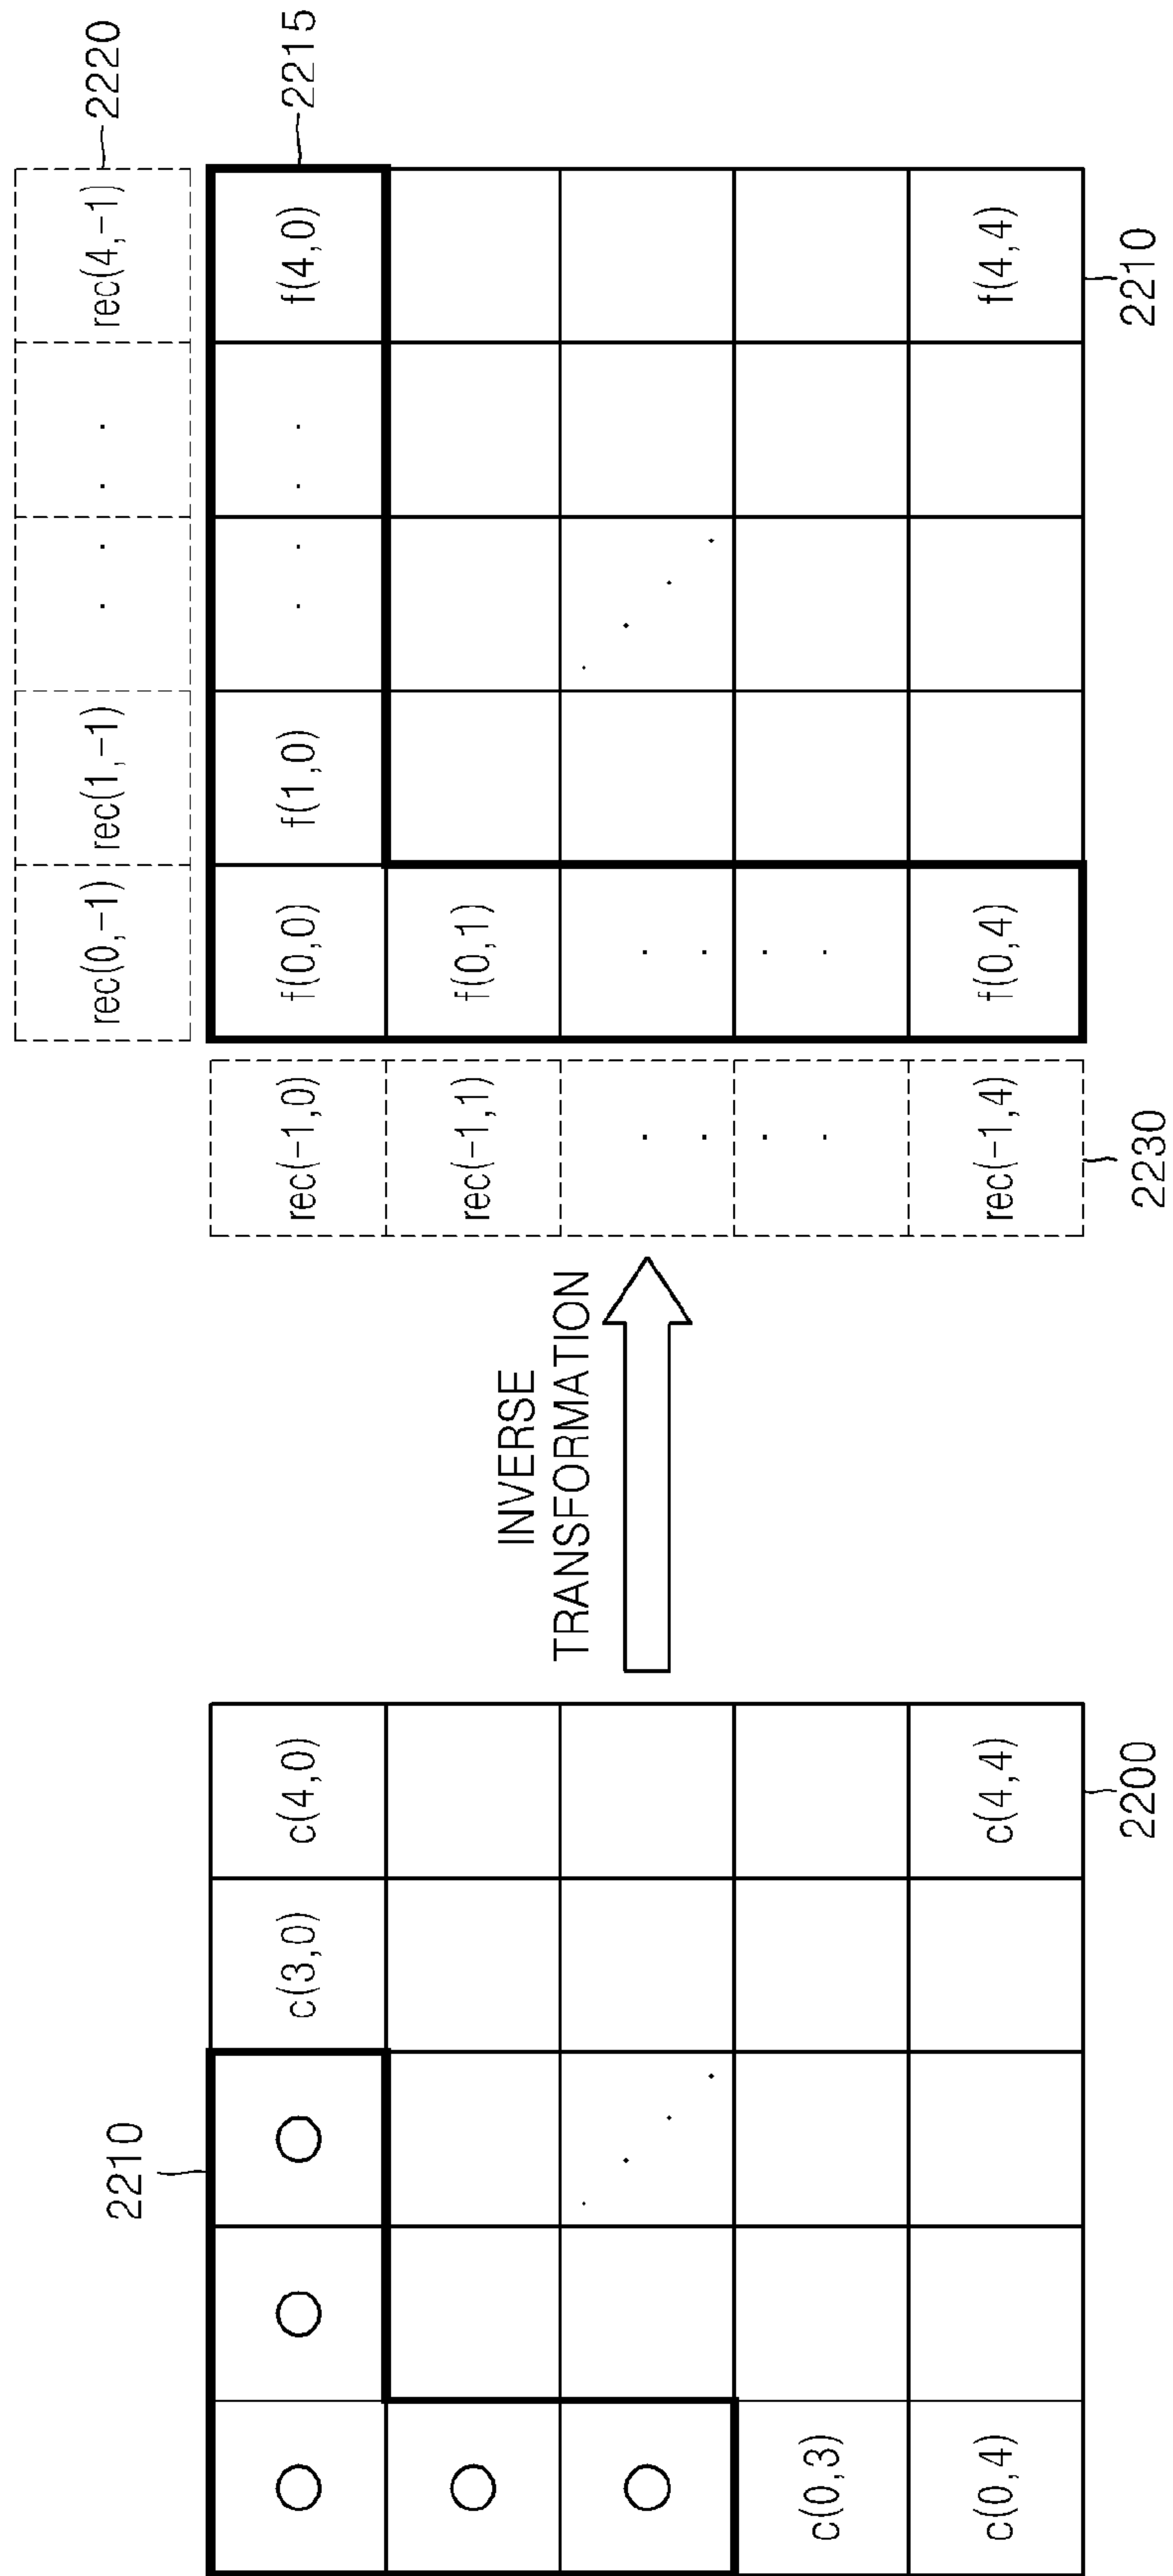 2210
c(3,0) c(4,0)
c(0,3)
c(0,4) c(4,4)
2200
INVERSE
TRANSFORMATION
rec(0,−1) rec(1,−1) . . . . rec(4,−1)
2220
rec(−1,0) f(0,0) f(1,0) . . . . f(4,0)
2215
rec(−1,1) f(0,1)
rec(−1,4) f(0,4) f(4,4)
2230
2210